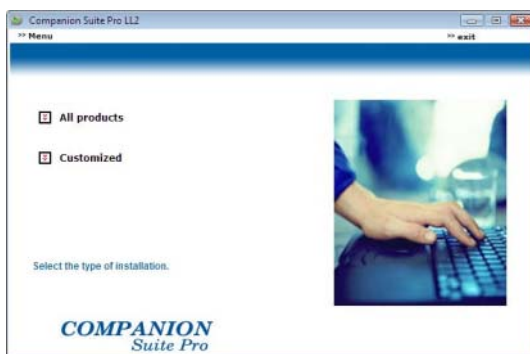 Companion Suite Pro LL2
>> Menu
>> exit
All products
Customized
Select the type of installation.
COMPANION
Suite Pro